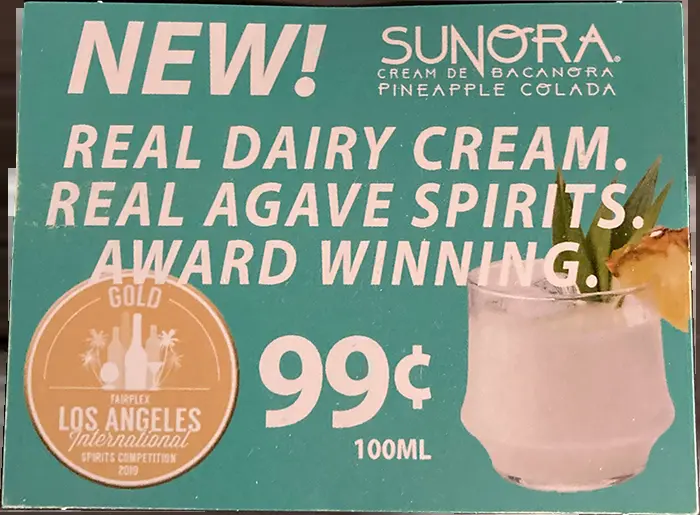 NEW!
SUNORA®
CREAM DE BACANORA
PINEAPPLE COLADA
REAL DAIRY CREAM.
REAL AGAVE SPIRITS.
AWARD WINNING.
GOLD
FAIRPLEX
LOS ANGELES
International
SPIRITS COMPETITION
2019
99¢
100ML